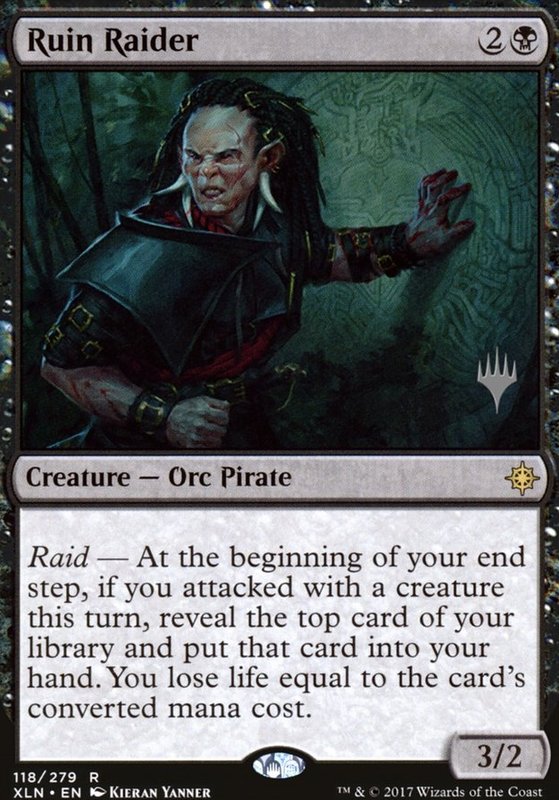 Ruin Raider 2
Creature — Orc Pirate
Raid — At the beginning of your end
step, if you attacked with a creature
this turn, reveal the top card of your
library and put that card into your
hand. You lose life equal to the card's
converted mana cost.
3/2
118/279 R
XLN • EN KIERAN YANNER
™ & © 2017 Wizards of the Coast